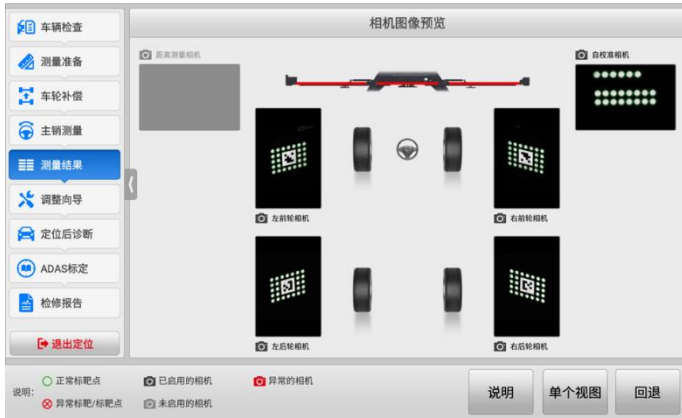 车辆检查
测量准备
车轮补偿
主销测量
测量结果
调整向导
定位后诊断
ADAS标定
检修报告
退出定位
相机图像预览
距离测量相机
自校准相机
左前轮相机
右前轮相机
左后轮相机
右后轮相机
说明:
正常标靶点
已启用的相机
异常的相机
异常标靶/标靶点
未启用的相机
说明
单个视图
回退